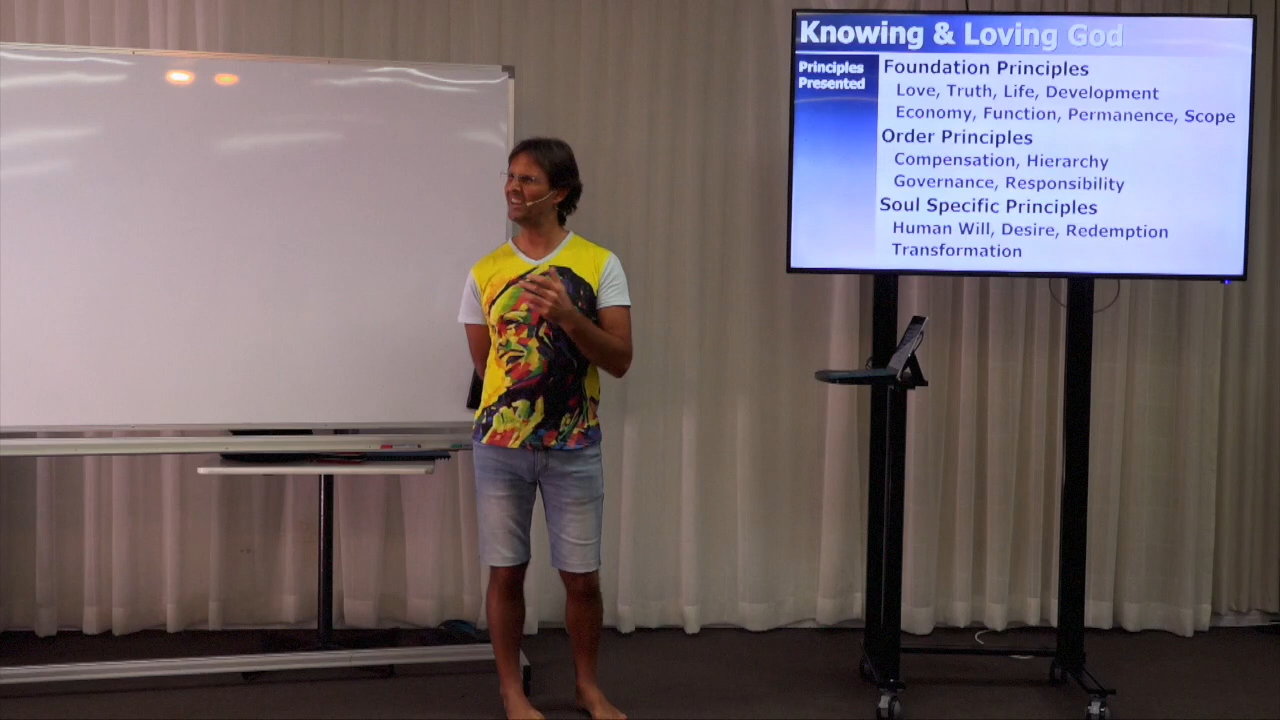 Knowing & Loving God
Principles
Presented
Foundation Principles
Love, Truth, Life, Development
Economy, Function, Permanence, Scope
Order Principles
Compensation, Hierarchy
Governance, Responsibility
Soul Specific Principles
Human Will, Desire, Redemption
Transformation